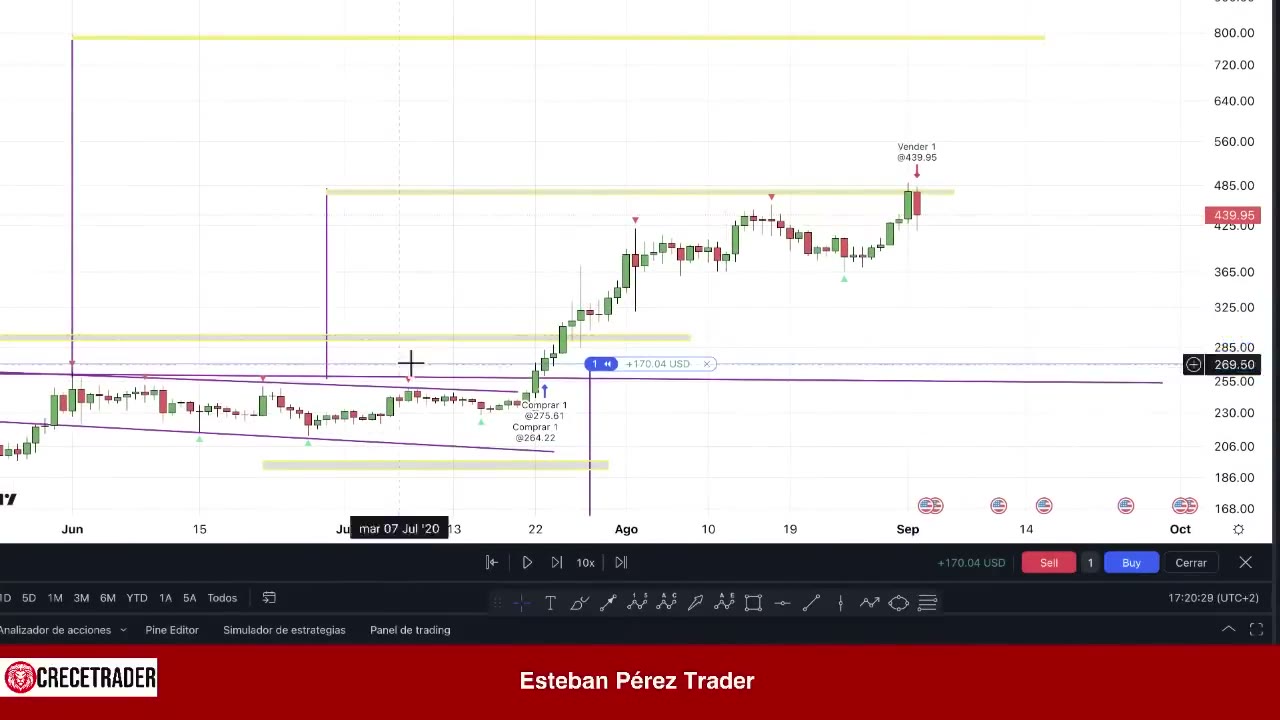 800.00
720.00
640.00
560.00
Vender 1
@439.95
485.00
439.95
425.00
365.00
325.00
285.00
1
+170.04 USD
269.50
255.00
Comprar 1
@275.61
Comprar 1
@264.22
230.00
206.00
186.00
168.00
Jun
15
Ju
mar 07 Jul '20
13
22
Ago
10
19
Sep
14
Oct
10x
+170.04 USD
Sell
1
Buy
Cerrar
1D 5D 1M 3M 6M YTD 1A 5A Todos
17:20:29 (UTC+2)
Analizador de acciones
Pine Editor
Simulador de estrategias
Panel de trading
CRECETRADER
Esteban Pérez Trader